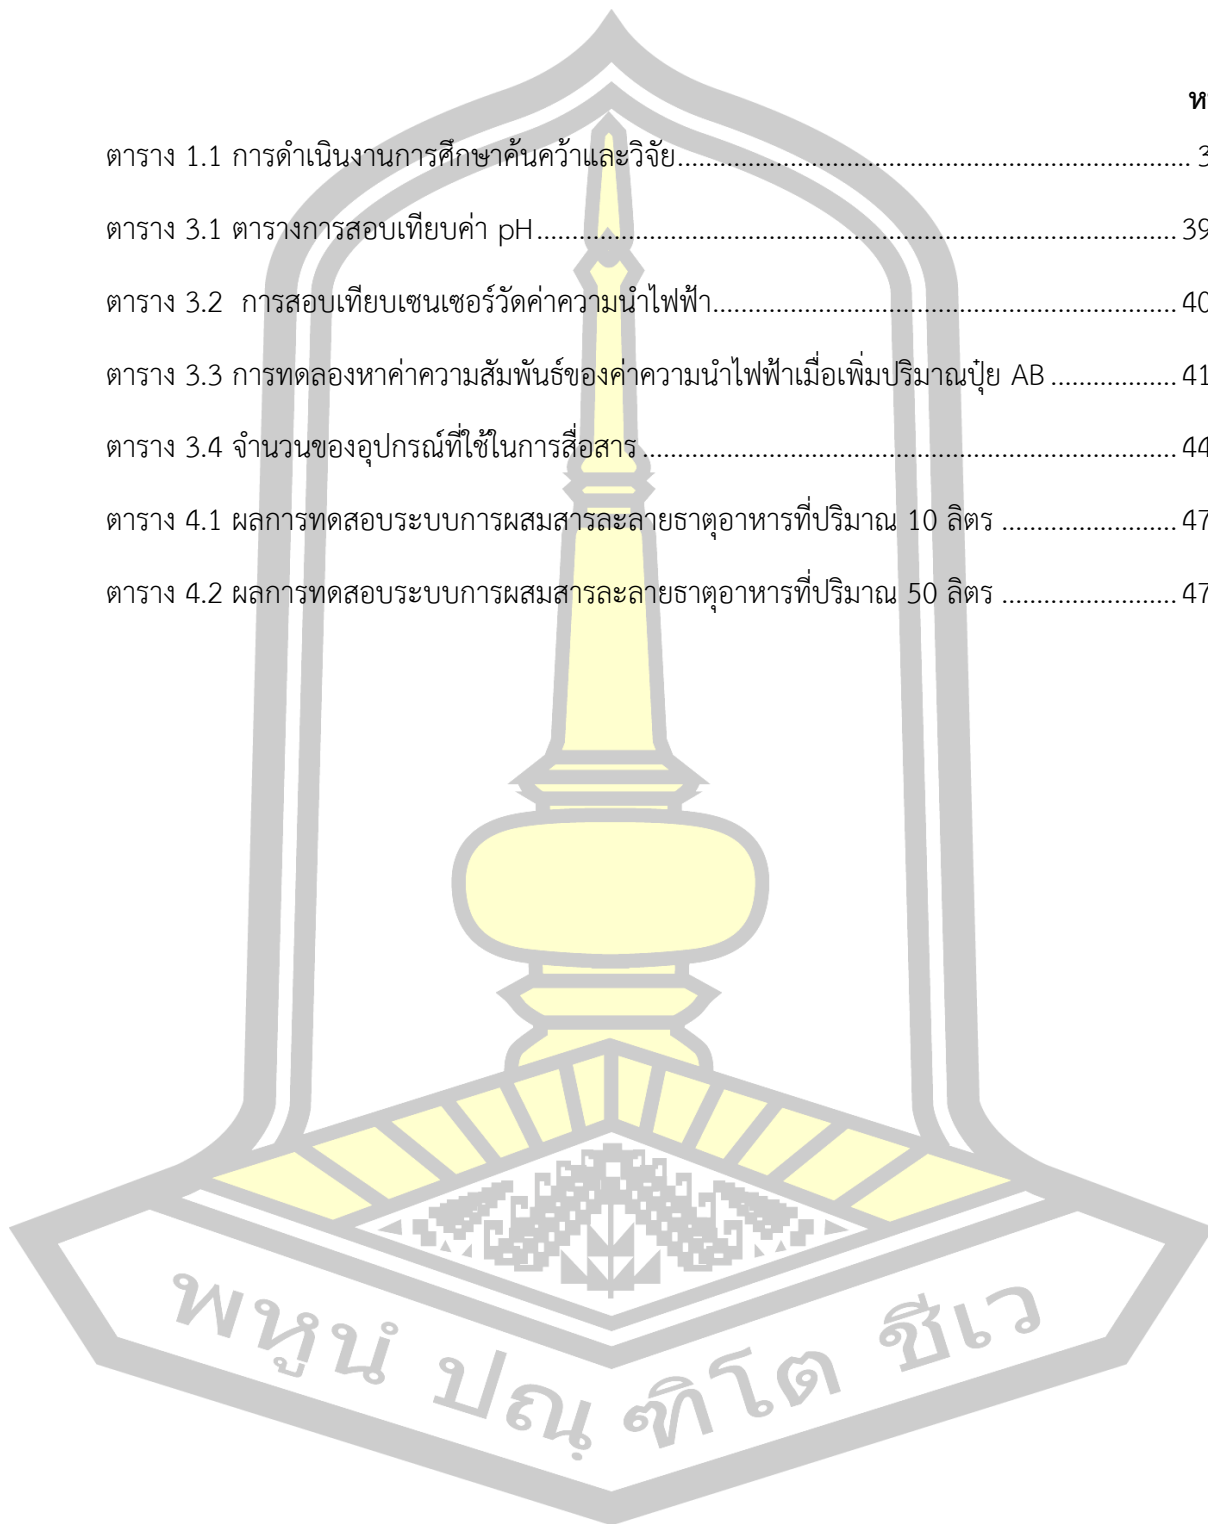 ตาราง 1.1 การดำเนินงานการศึกษาค้นคว้าและวิจัย.......... 3
ตาราง 3.1 ตารางการสอบเทียบค่า pH.......... 39
ตาราง 3.2 การสอบเทียบเซนเซอร์วัดค่าความนำไฟฟ้า.......... 40
ตาราง 3.3 การทดลองหาค่าความสัมพันธ์ของค่าความนำไฟฟ้าเมื่อเพิ่มปริมาณปุ๋ย AB .......... 41
ตาราง 3.4 จำนวนของอุปกรณ์ที่ใช้ในการสื่อสาร .......... 44
ตาราง 4.1 ผลการทดสอบระบบการผสมสารละลายธาตุอาหารที่ปริมาณ 10 ลิตร .......... 47
ตาราง 4.2 ผลการทดสอบระบบการผสมสารละลายธาตุอาหารที่ปริมาณ 50 ลิตร .......... 47
พหูนํ ปณฺ ฑิโต ชีเว